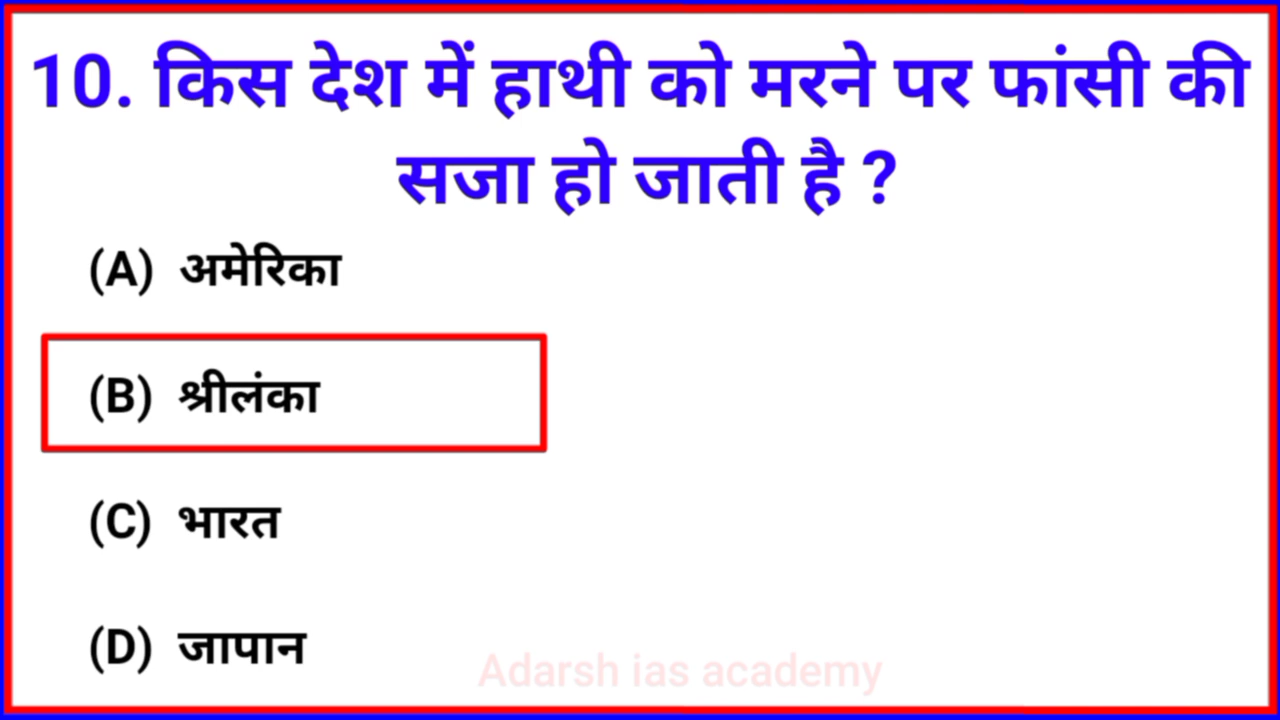 10. किस देश में हाथी को मरने पर फांसी की
सजा हो जाती है ?
(A) अमेरिका
(B) श्रीलंका
(C) भारत
(D) जापान
Adarsh ias academy